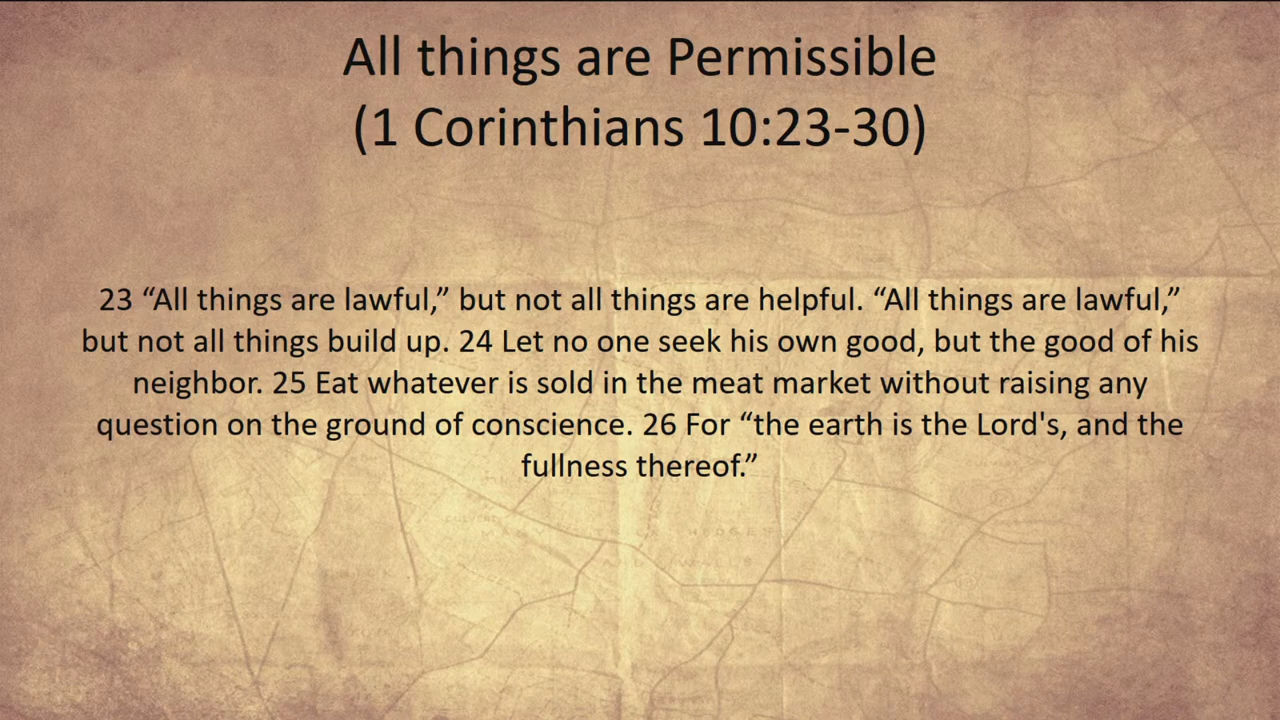 All things are Permissible
(1 Corinthians 10:23-30)
23 “All things are lawful,” but not all things are helpful. “All things are lawful,”
but not all things build up. 24 Let no one seek his own good, but the good of his
neighbor. 25 Eat whatever is sold in the meat market without raising any
question on the ground of conscience. 26 For “the earth is the Lord's, and the
fullness thereof.”
HEDGES
WALLS